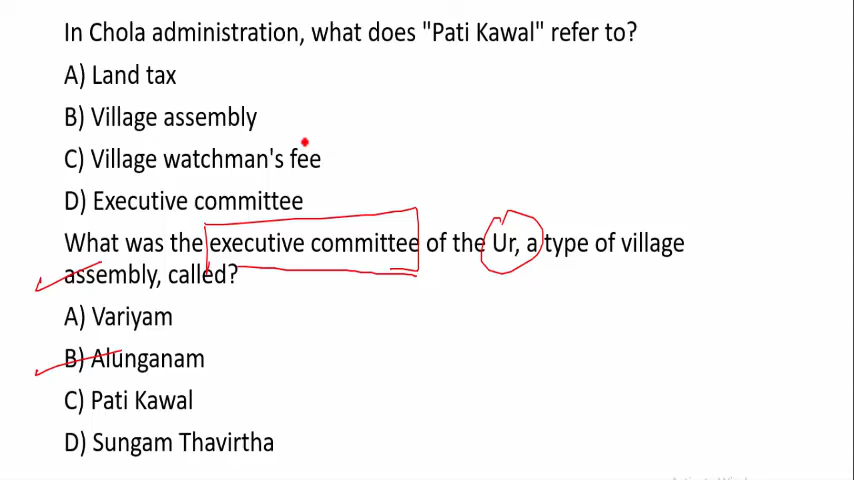 In Chola administration, what does "Pati Kawal" refer to?
A) Land tax
B) Village assembly
C) Village watchman's fee
D) Executive committee
What was the executive committee of the Ur, a type of village
assembly, called?
A) Variyam
B) Alunganam
C) Pati Kawal
D) Sungam Thavirtha